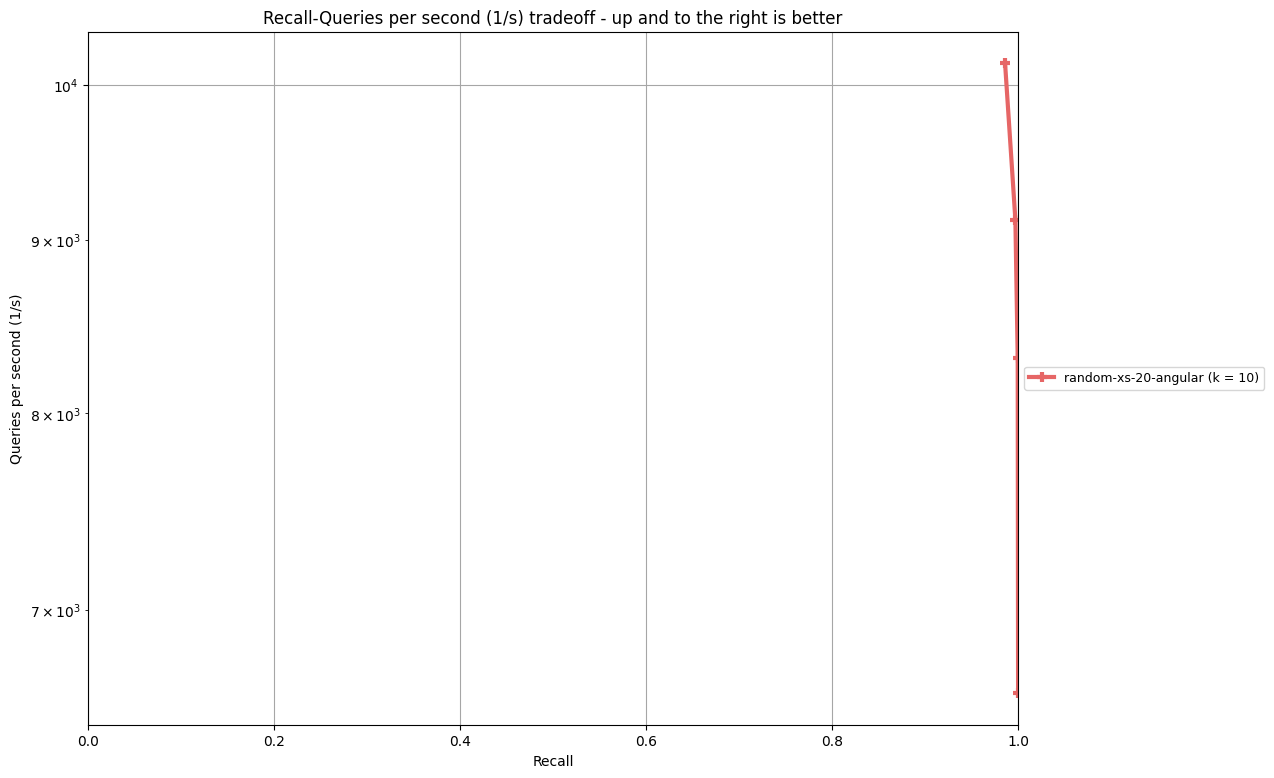 Recall-Queries per second (1/s) tradeoff - up and to the right is better
10⁴
9 × 10³
8 × 10³
7 × 10³
Queries per second (1/s)
0.0 0.2 0.4 0.6 0.8 1.0
Recall
random-xs-20-angular (k = 10)